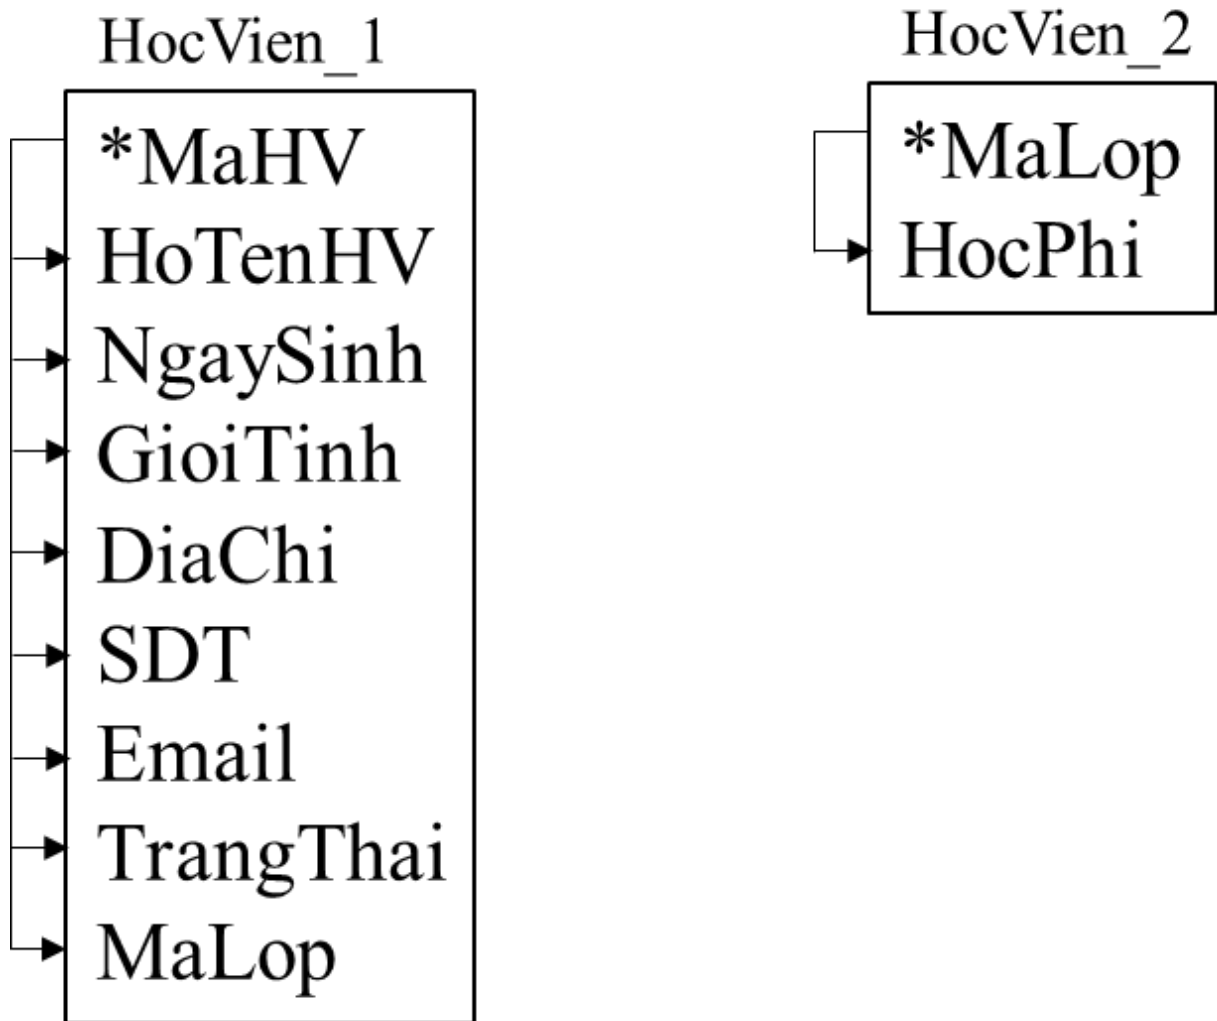 HocVien_1
*MaHV
HoTenHV
NgaySinh
GioiTinh
DiaChi
SDT
Email
TrangThai
MaLop
HocVien_2
*MaLop
HocPhi